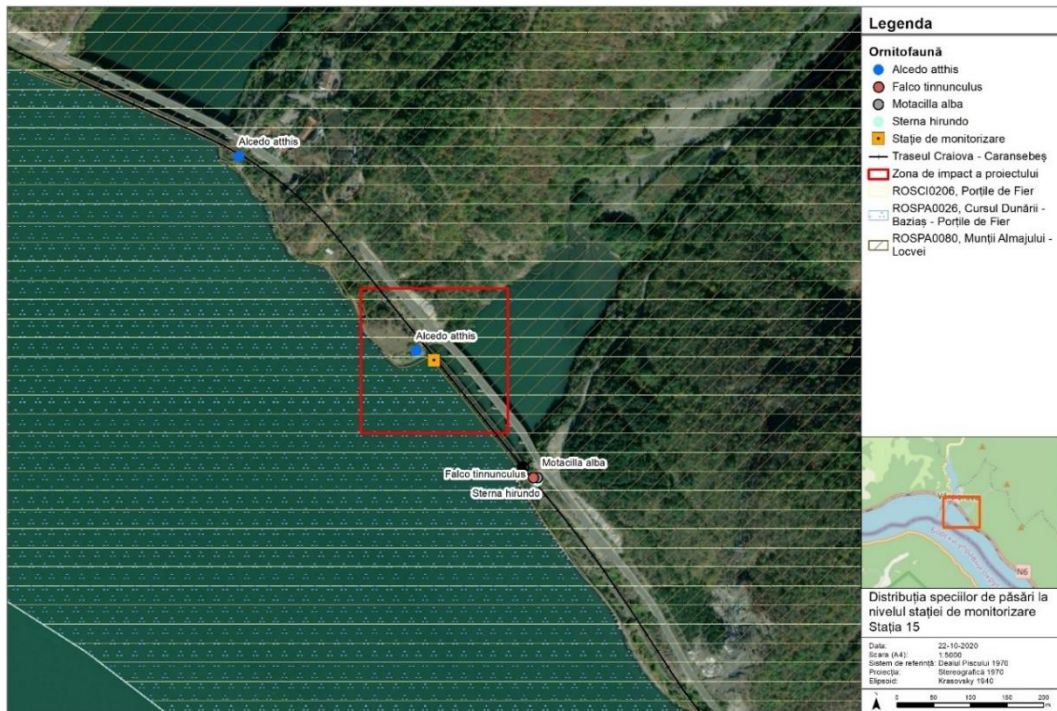 Alcedo atthis
Alcedo atthis
Motacilla alba
Falco tinnunculus
Sterna hirundo
Legenda
Ornitofaună
Alcedo atthis
Falco tinnunculus
Motacilla alba
Sterna hirundo
Stație de monitorizare
Traseul Craiova - Caransebeș
Zona de impact a proiectului
ROSCI0206, Porțile de Fier
ROSPA0026, Cursul Dunării -
Baziaș - Porțile de Fier
ROSPA0080, Munții Almajului -
Locvei
N6
Distribuția speciilor de păsări la
nivelul stației de monitorizare
Stația 15
Data: 22-10-2020
Scara (A4): 1:5000
Sistem de referință: Dealul Piscului 1970
Proiecția: Stereografică 1970
Elipsoid: Krasovsky 1940
0 50 100 150 200
m